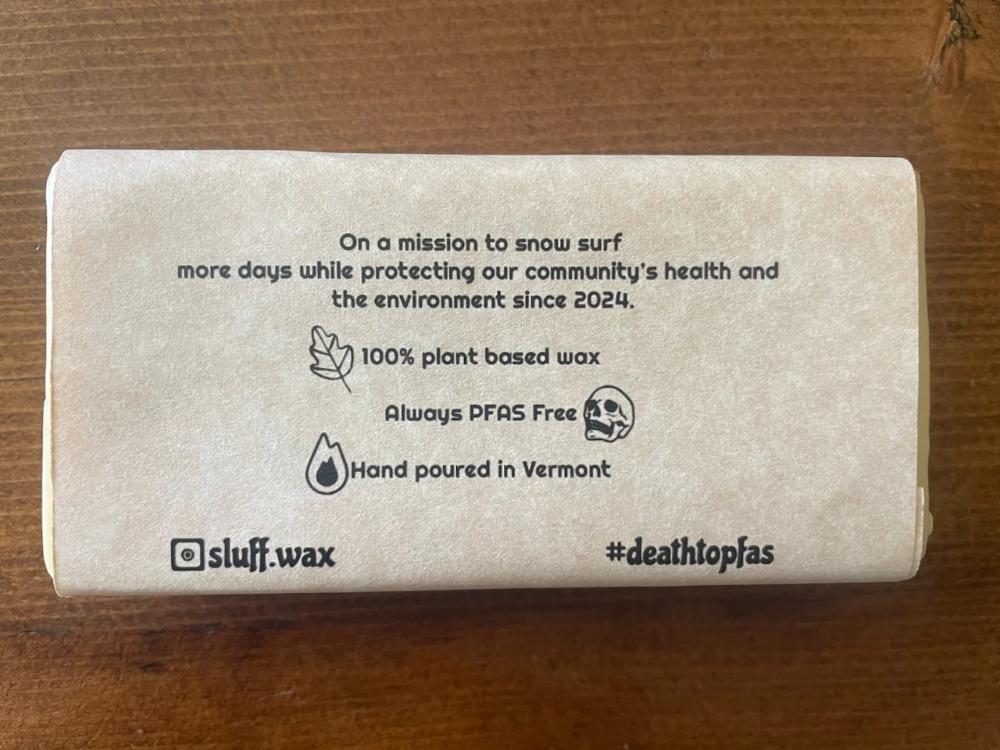 On a mission to snow surf
more days while protecting our community's health and
the environment since 2024.
100% plant based wax
Always PFAS Free
Hand poured in Vermont
sluff.wax
#deathtopfas